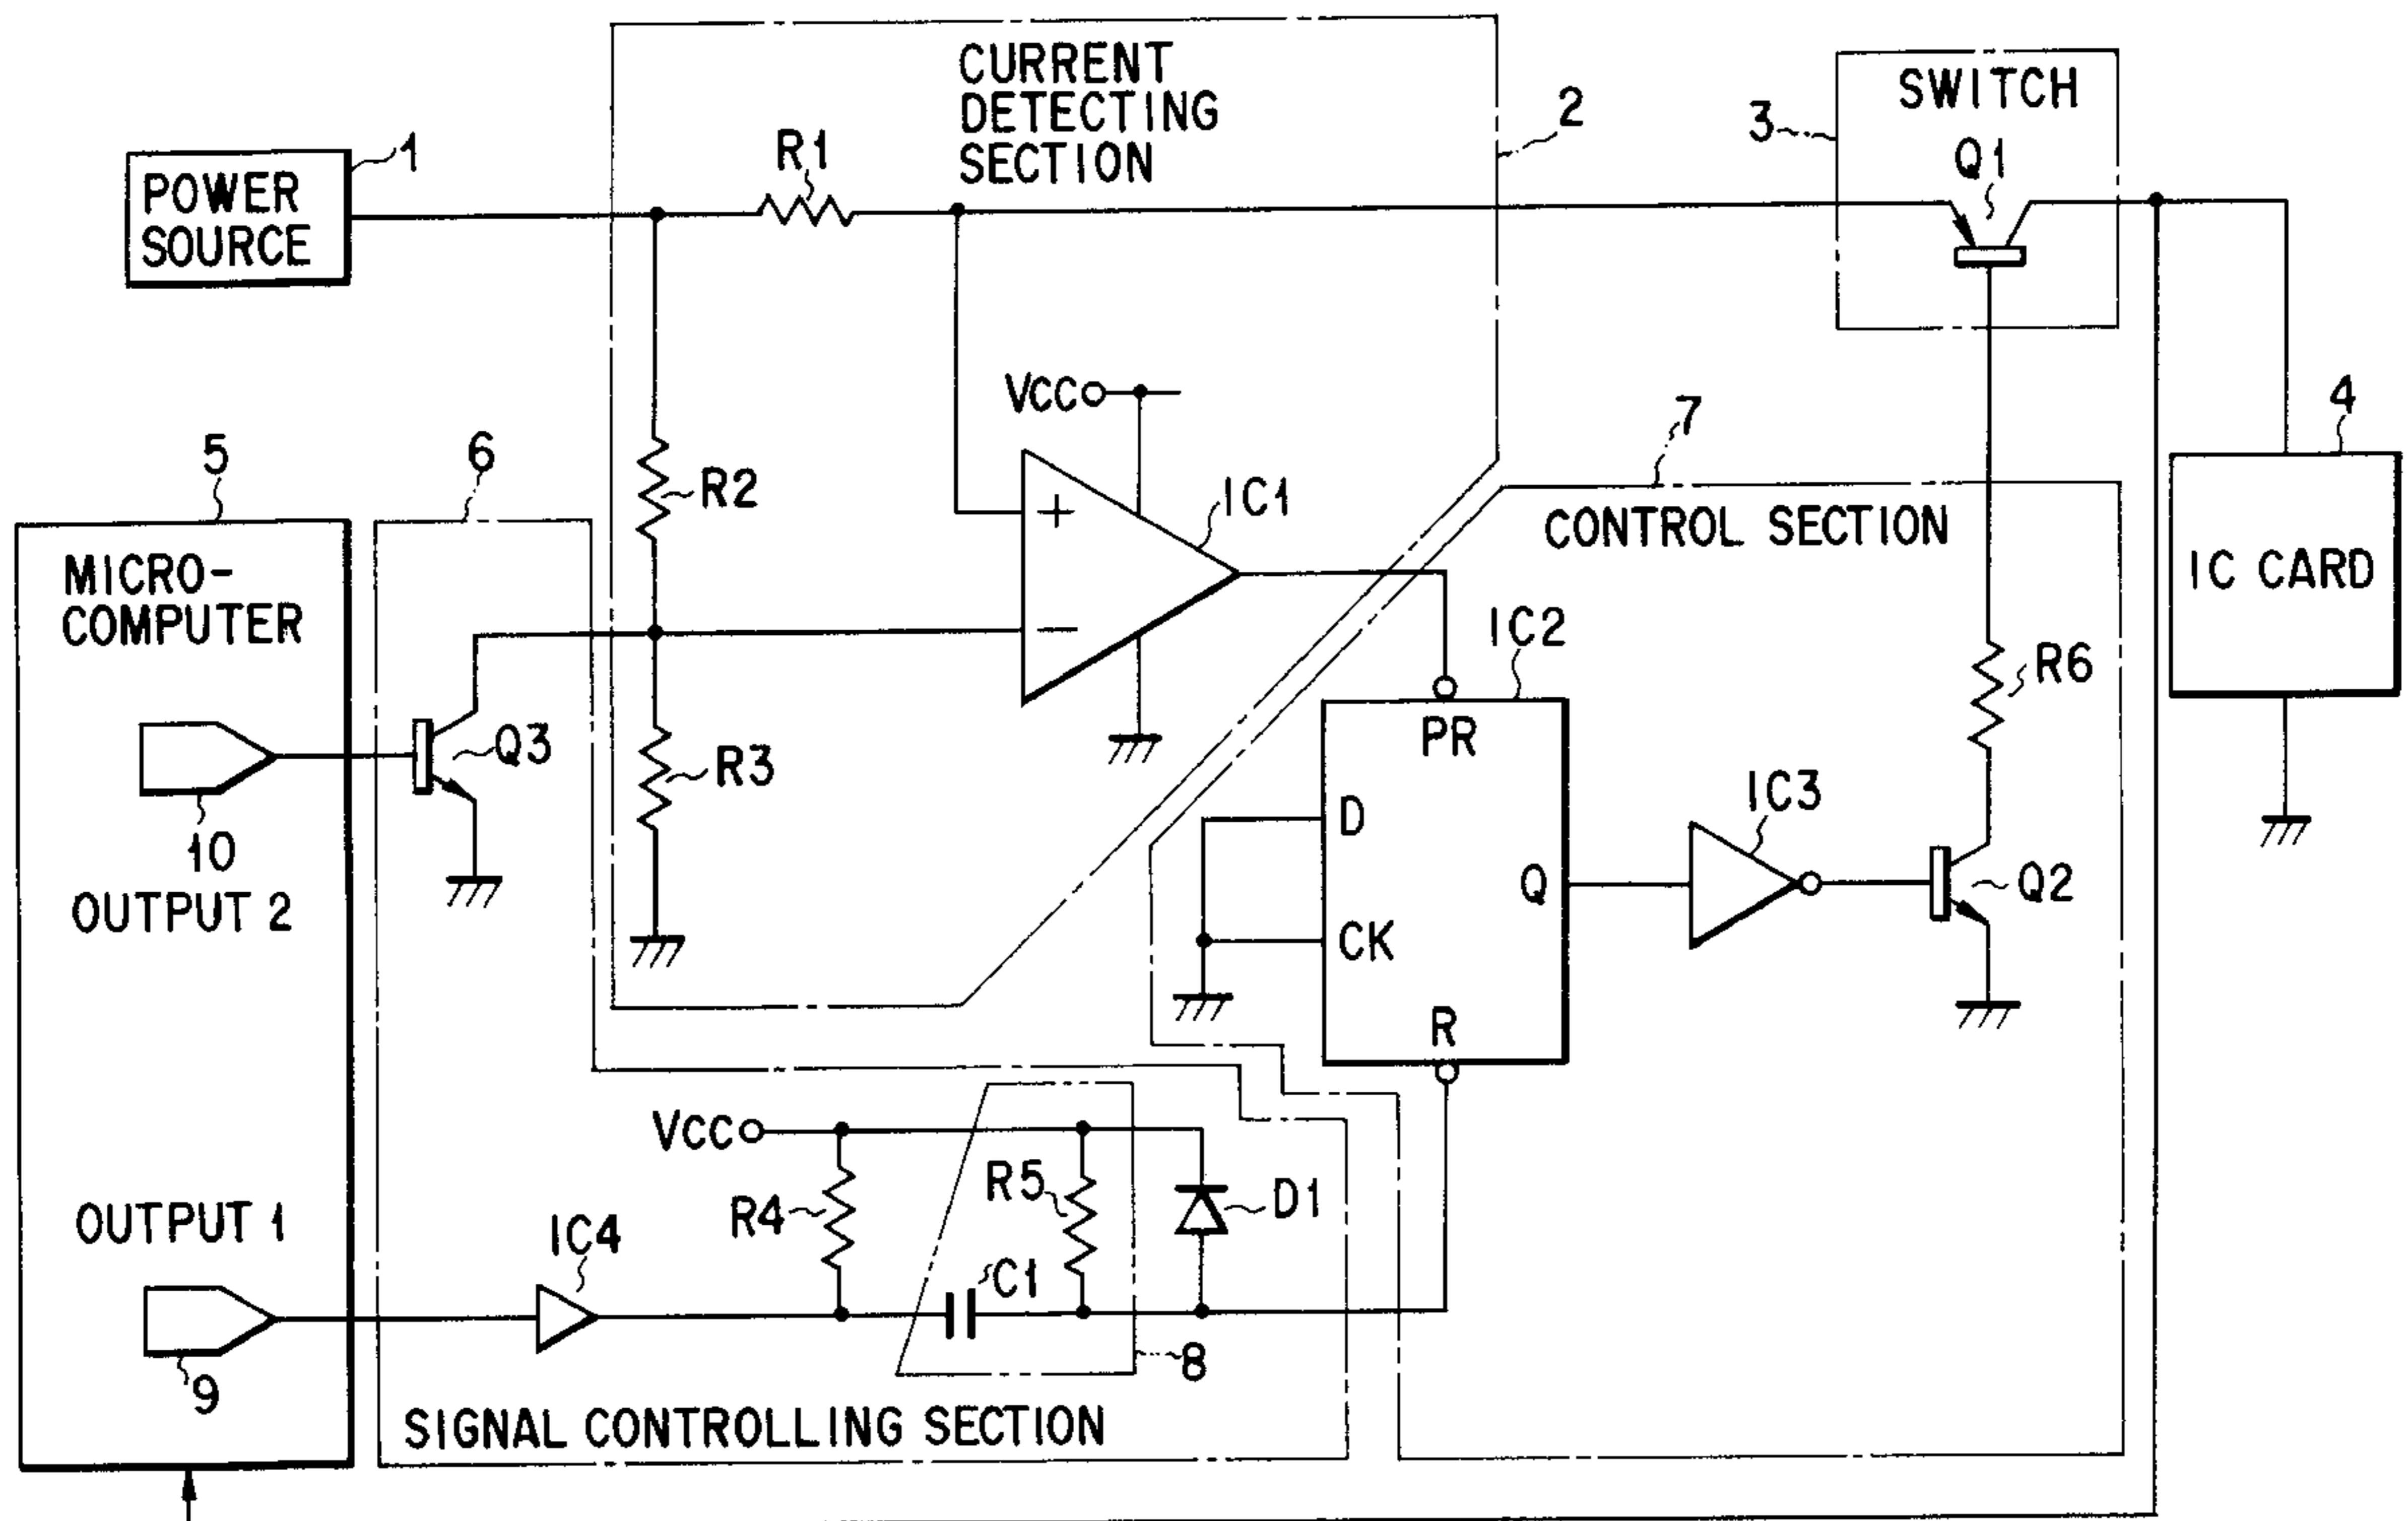 CURRENT
DETECTING
SECTION
2
SWITCH
3
Q1
1
POWER
SOURCE
R1
VCC
7
4
5
6
R2
IC1
CONTROL SECTION
IC CARD
MICRO-
COMPUTER
+
−
IC2
R6
Q3
R3
PR
D
IC3
10
OUTPUT 2
Q
Q2
CK
R
VCC
R4
R5
D1
OUTPUT 1
IC4
C1
9
8
SIGNAL CONTROLLING SECTION